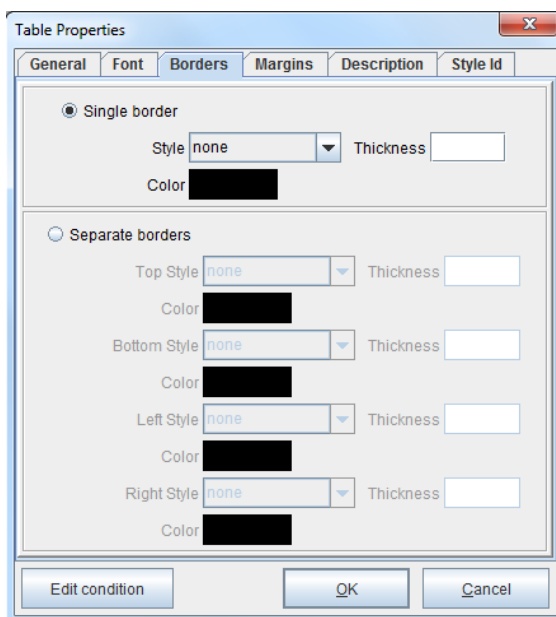 Table Properties
General Font Borders Margins Description Style Id
Single border
Style none Thickness
Color
Separate borders
Top Style none Thickness
Color
Bottom Style none Thickness
Color
Left Style none Thickness
Color
Right Style none Thickness
Color
Edit condition OK Cancel